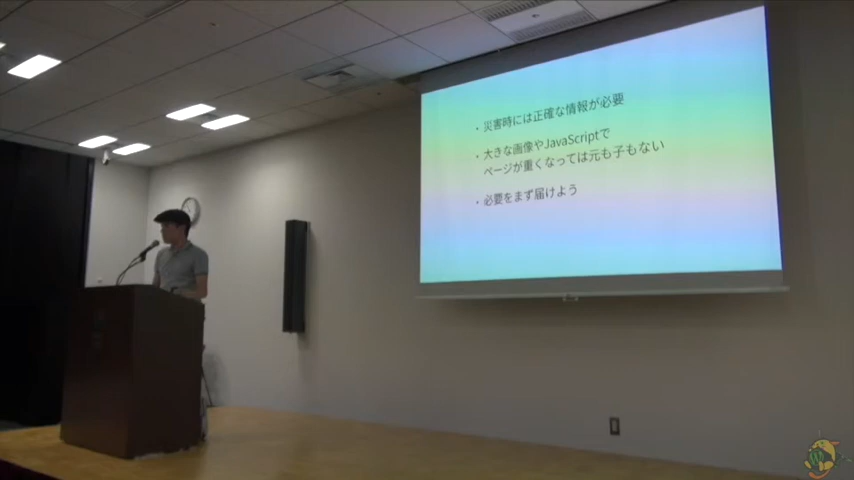 ・災害時には正確な情報が必要
・大きな画像やJavaScriptで
ページが重くなっては元も子もない
・必要をまず届けよう